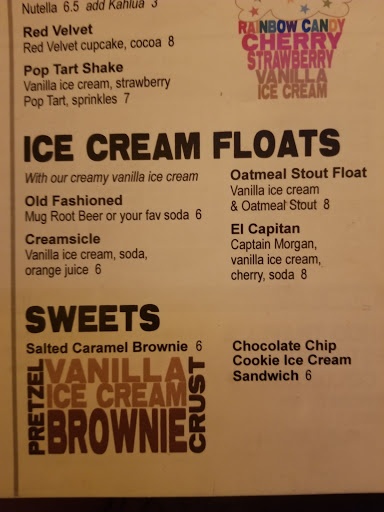 Nutella 6.5 add Kahlua 3
Red Velvet
Red Velvet cupcake, cocoa 8
Pop Tart Shake
Vanilla ice cream, strawberry
Pop Tart, sprinkles 7
RAINBOW CANDY
CHERRY
STRAWBERRY
VANILLA
ICE CREAM
ICE CREAM FLOATS
With our creamy vanilla ice cream
Old Fashioned
Mug Root Beer or your fav soda 6
Creamsicle
Vanilla ice cream, soda,
orange juice 6
Oatmeal Stout Float
Vanilla ice cream
& Oatmeal Stout 8
El Capitan
Captain Morgan,
vanilla ice cream,
cherry, soda 8
SWEETS
Salted Caramel Brownie 6
PRETZEL
VANILLA
ICE CREAM
BROWNIE
CRUST
Chocolate Chip
Cookie Ice Cream
Sandwich 6